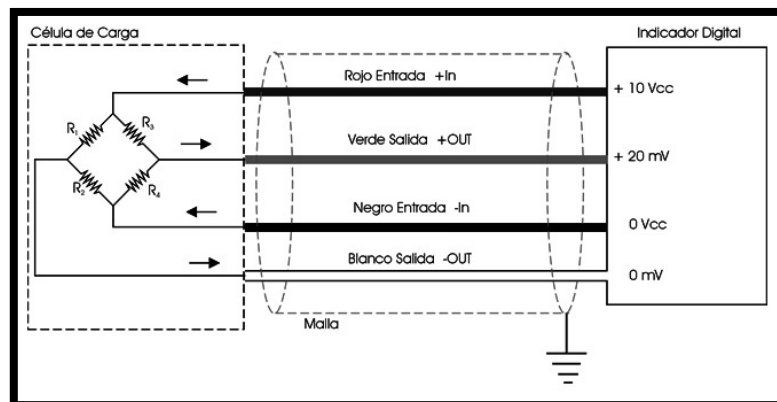 Célula de Carga
Indicador Digital
Rojo Entrada +In
+ 10 Vcc
R1
R3
Verde Salida +OUT
+ 20 mV
R2
R4
Negro Entrada -In
0 Vcc
Blanco Salida -OUT
0 mV
Malla